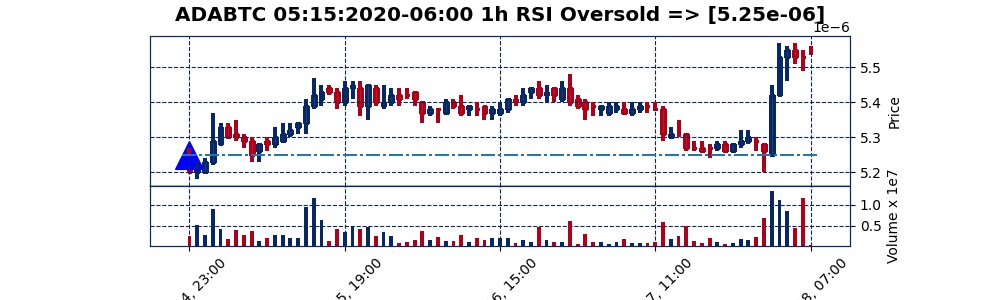 ADABTC 05:15:2020-06:00 1h RSI Oversold => [5.25e-06]
1e−6
5.5
5.4
5.3
5.2
Price
1.0
0.5
Volume x 1e7
4, 23:00
5, 19:00
6, 15:00
7, 11:00
8, 07:00